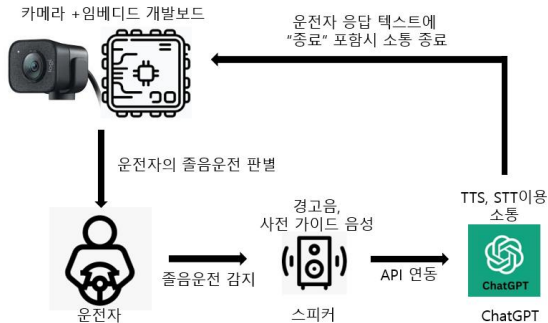 카메라 +임베디드 개발보드
운전자 응답 텍스트에
“종료” 포함시 소통 종료
운전자의 졸음운전 판별
경고음,
사전 가이드 음성
TTS, STT이용
소통
졸음운전 감지
API 연동
ChatGPT
운전자
스피커
ChatGPT